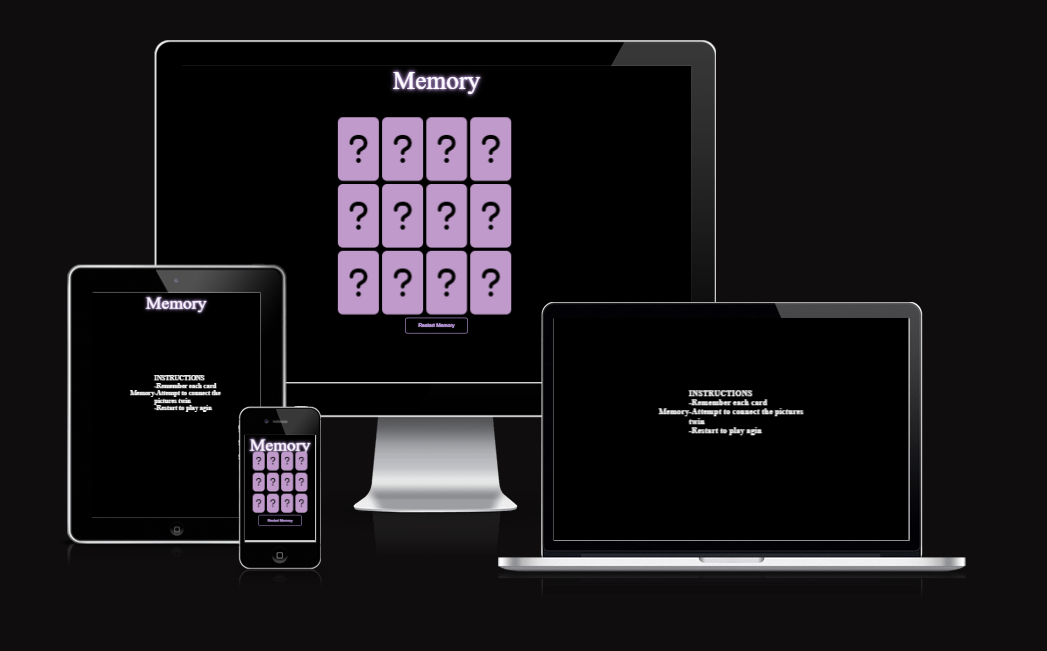 Memory
? ? ? ?
? ? ? ?
? ? ? ?
Restart Memory
Memory
INSTRUCTIONS
-Remember each card
Memory-Attempt to connect the
pictures twin
-Restart to play agin
Memory
? ? ? ?
? ? ? ?
? ? ? ?
Restart Memory
INSTRUCTIONS
-Remember each card
Memory-Attempt to connect the pictures
twin
-Restart to play agin